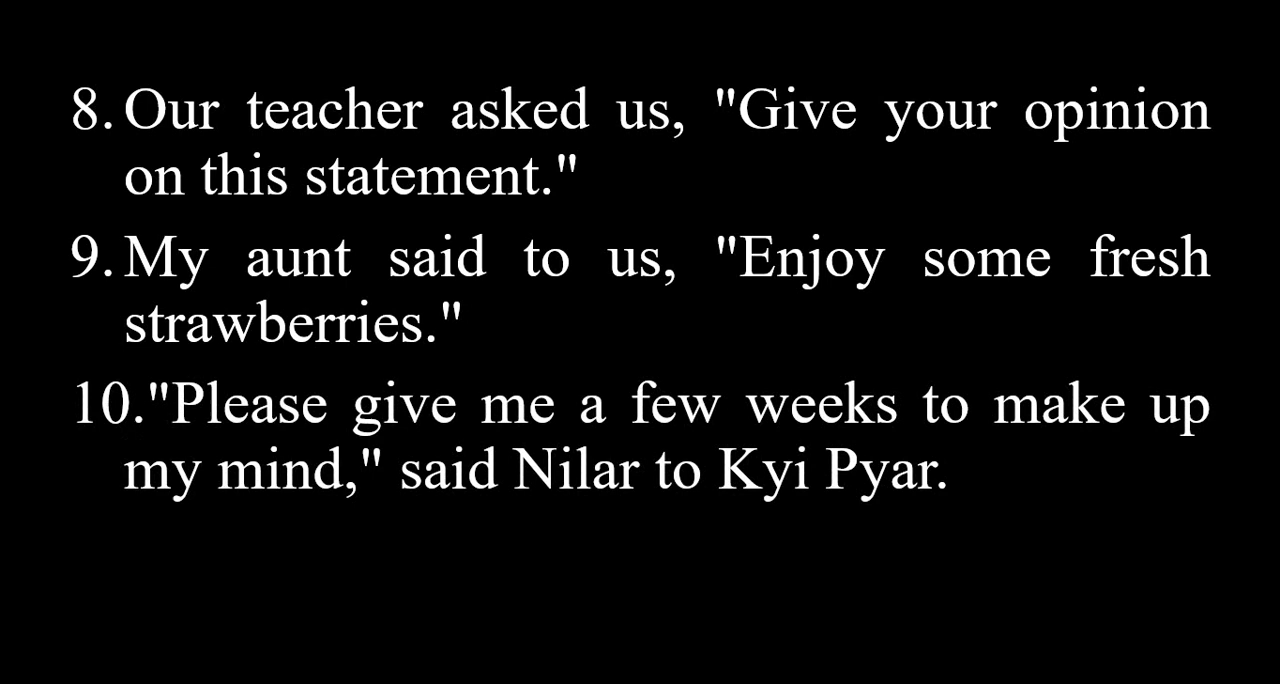 8. Our teacher asked us, "Give your opinion
on this statement."
9. My aunt said to us, "Enjoy some fresh
strawberries."
10."Please give me a few weeks to make up
my mind," said Nilar to Kyi Pyar.